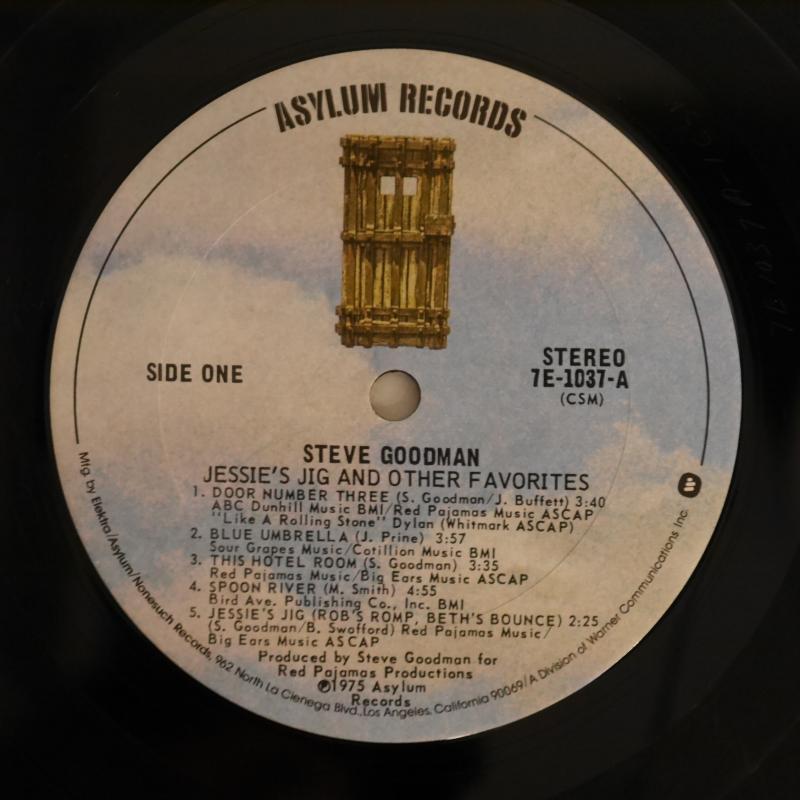 ASYLUM RECORDS
SIDE ONE
STEREO
7E-1037-A
(CSM)
STEVE GOODMAN
JESSIE'S JIG AND OTHER FAVORITES
1. DOOR NUMBER THREE (S. Goodman/J. Buffett) 3:40
ABC Dunhill Music BMI/Red Pajamas Music ASCAP
"Like A Rolling Stone" Dylan (Whitmark ASCAP)
2. BLUE UMBRELLA (J. Prine) 3:57
Sour Grapes Music/Cotillion Music BMI
3. THIS HOTEL ROOM (S. Goodman) 3:35
Red Pajamas Music/Big Ears Music ASCAP
4. SPOON RIVER (M. Smith) 4:55
Bird Ave. Publishing Co., Inc. BMI
5. JESSIE'S JIG (ROB'S ROMP, BETH'S BOUNCE) 2:25
(S. Goodman/B. Swofford) Red Pajamas Music/
Big Ears Music ASCAP
Produced by Steve Goodman for
Red Pajamas Productions
℗1975 Asylum
Records
Mfg. by Elektra/Asylum/Nonesuch Records, 962 North La Cienega Blvd., Los Angeles, California 90069/A Division of Warner Communications Inc.